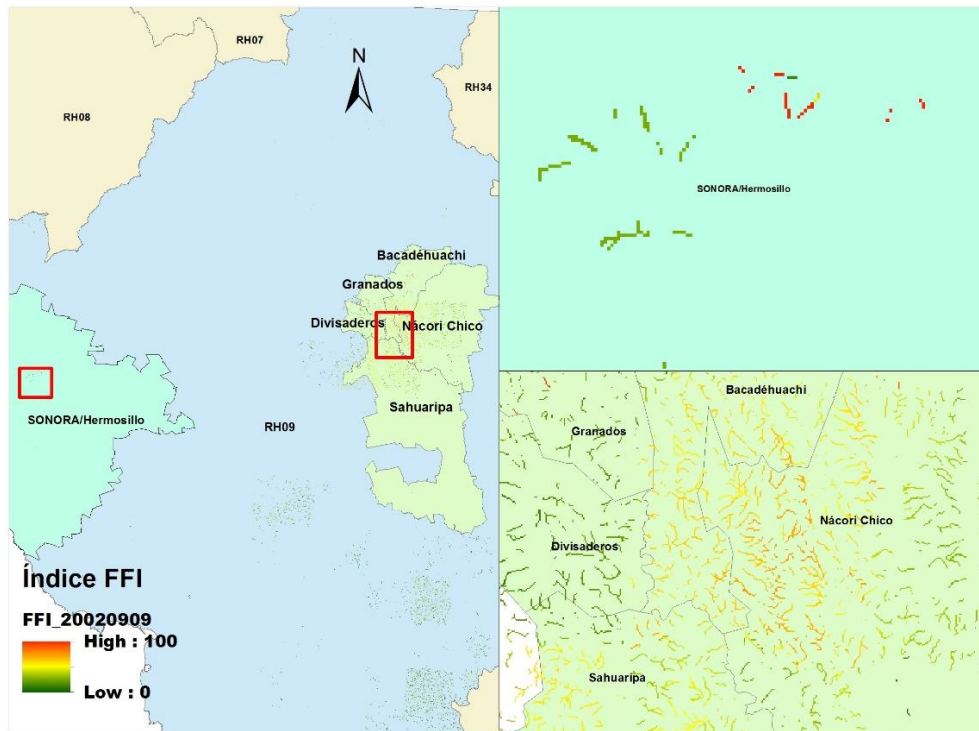 RH07
N
RH34
RH08
Bacadéhuachi
Granados
Divisaderos
Nácori Chico
SONORA/Hermosillo
Sahuaripa
RH09
Índice FFI
FFI_20020909
High : 100
Low : 0
SONORA/Hermosillo
Bacadéhuachi
Granados
Nácori Chico
Divisaderos
Sahuaripa